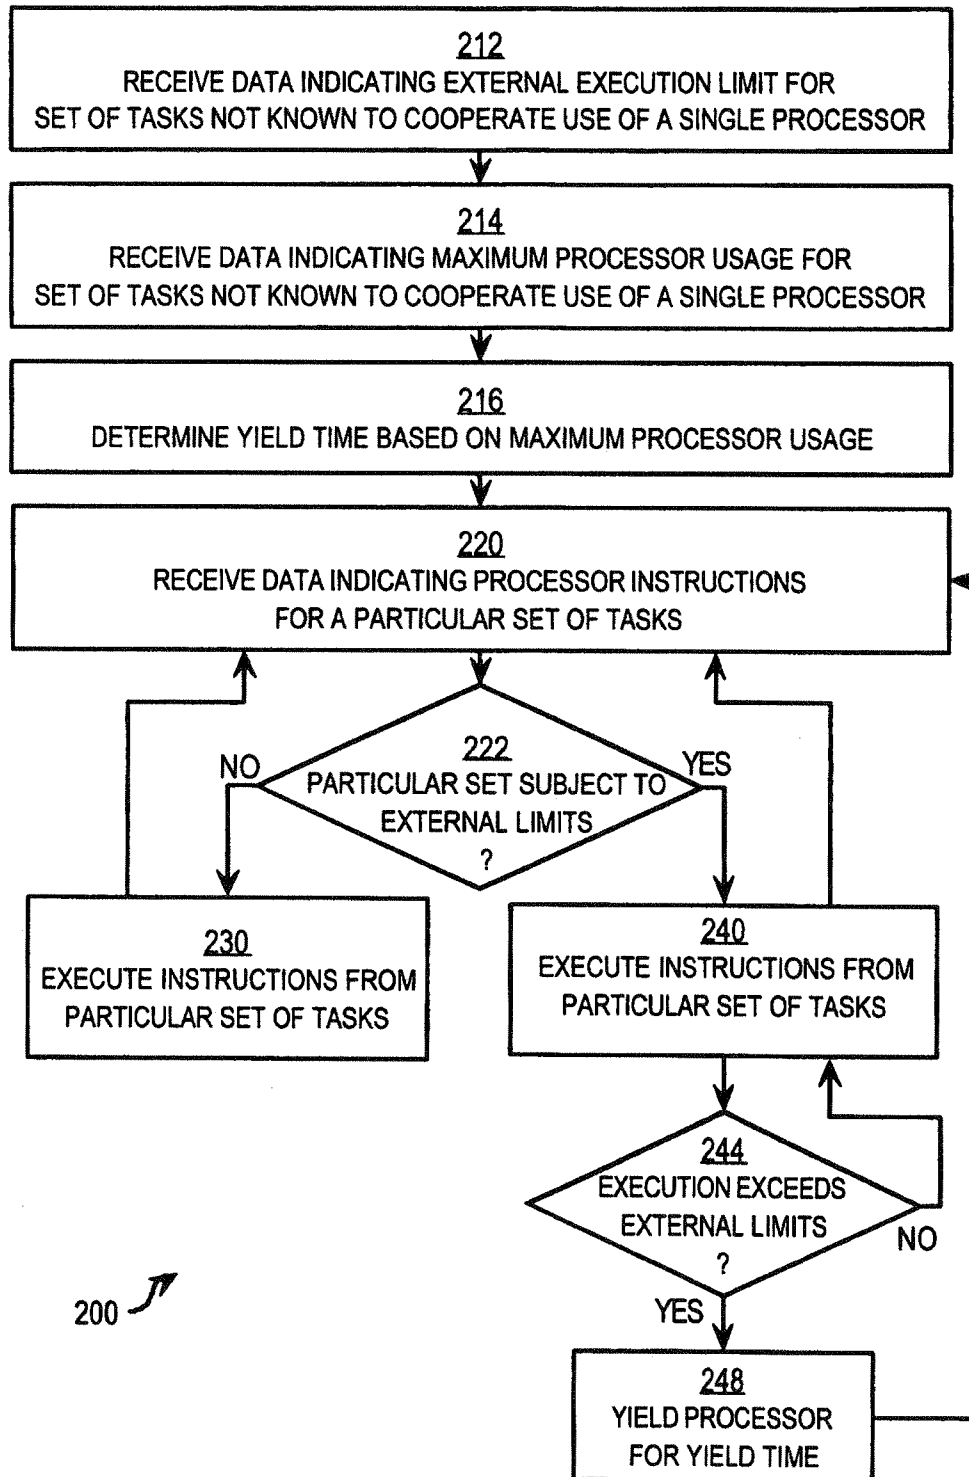 212
RECEIVE DATA INDICATING EXTERNAL EXECUTION LIMIT FOR
SET OF TASKS NOT KNOWN TO COOPERATE USE OF A SINGLE PROCESSOR
214
RECEIVE DATA INDICATING MAXIMUM PROCESSOR USAGE FOR
SET OF TASKS NOT KNOWN TO COOPERATE USE OF A SINGLE PROCESSOR
216
DETERMINE YIELD TIME BASED ON MAXIMUM PROCESSOR USAGE
220
RECEIVE DATA INDICATING PROCESSOR INSTRUCTIONS
FOR A PARTICULAR SET OF TASKS
222
PARTICULAR SET SUBJECT TO
EXTERNAL LIMITS
?
NO
YES
230
EXECUTE INSTRUCTIONS FROM
PARTICULAR SET OF TASKS
240
EXECUTE INSTRUCTIONS FROM
PARTICULAR SET OF TASKS
244
EXECUTION EXCEEDS
EXTERNAL LIMITS
?
NO
YES
200
248
YIELD PROCESSOR
FOR YIELD TIME